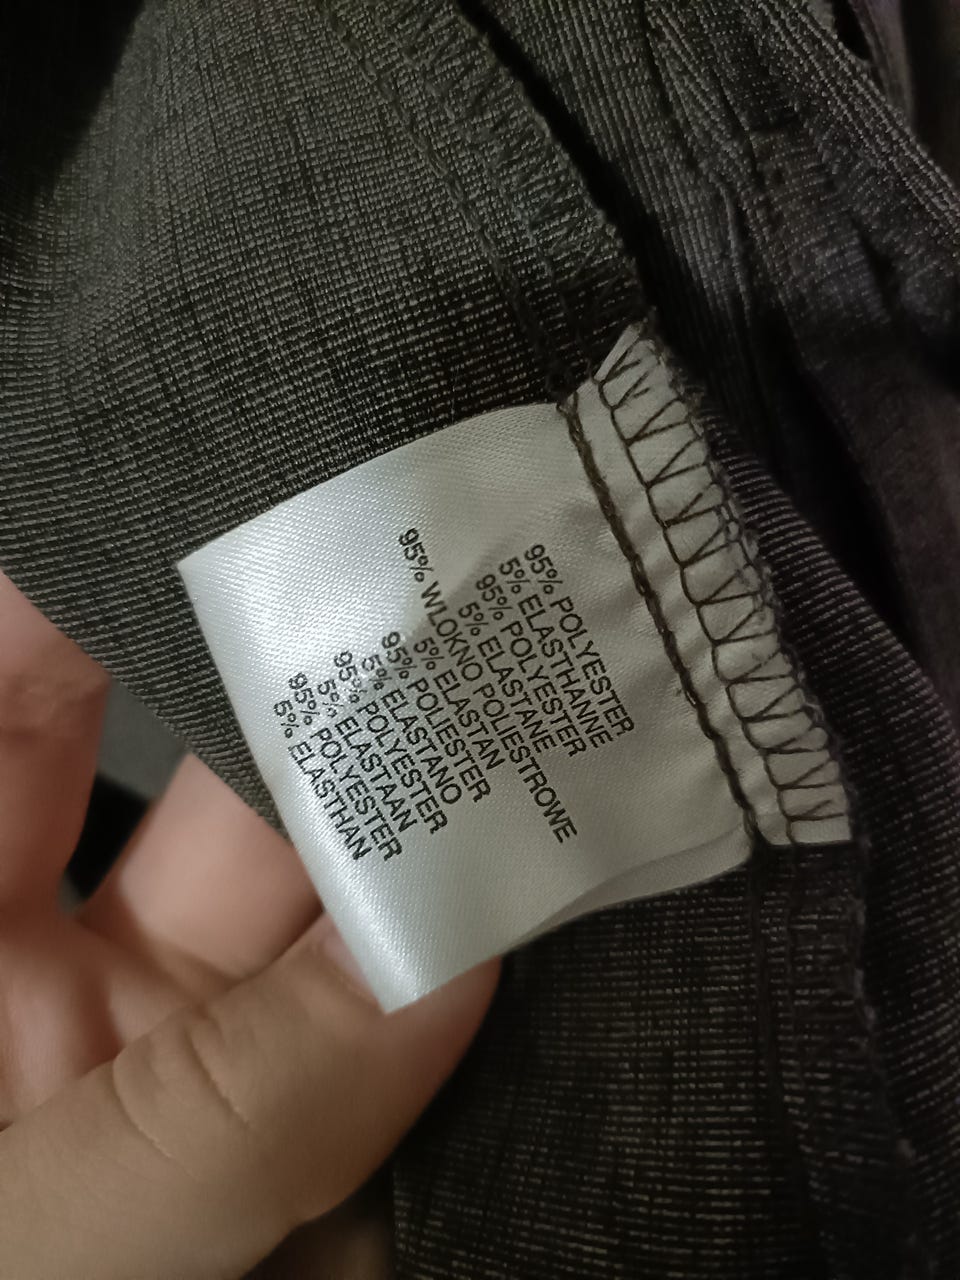 95% POLYESTER
5% ELASTHANNE
95% POLYESTER
5% ELASTANE
95% WLOKNO POLIESTROWE
5% ELASTAN
95% POLIESTER
5% ELASTANO
95% POLYESTER
5% ELASTAAN
95% POLYESTER
5% ELASTHAN